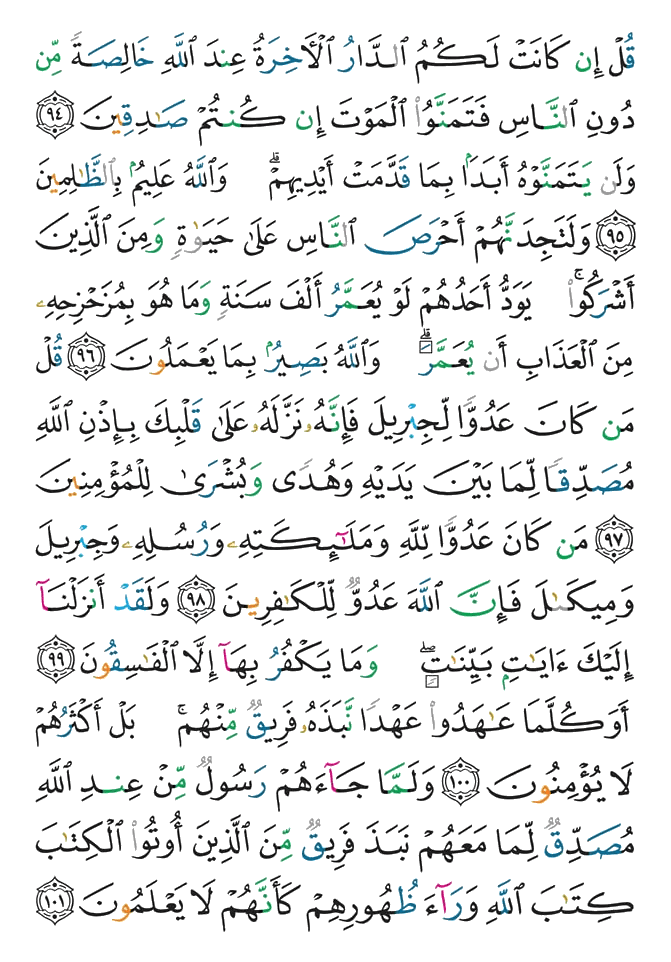 قُلْ إِن كَانَتْ لَكُمُ ٱلدَّارُ ٱلْأَخِرَةُ عِندَ ٱللَّهِ خَالِصَةً مِّن
دُونِ ٱلنَّاسِ فَتَمَنَّوُا۟ ٱلْمَوْتَ إِن كُنتُمْ صَٰدِقِينَ ٩٤
وَلَن يَتَمَنَّوْهُ أَبَدًۢا بِمَا قَدَّمَتْ أَيْدِيهِمْ ۗ وَٱللَّهُ عَلِيمٌۢ بِٱلظَّٰلِمِينَ
٩٥ وَلَتَجِدَنَّهُمْ أَحْرَصَ ٱلنَّاسِ عَلَىٰ حَيَوٰةٍ وَمِنَ ٱلَّذِينَ
أَشْرَكُوا۟ ۚ يَوَدُّ أَحَدُهُمْ لَوْ يُعَمَّرُ أَلْفَ سَنَةٍ وَمَا هُوَ بِمُزَحْزِحِهِۦ
مِنَ ٱلْعَذَابِ أَن يُعَمَّرَ ۗ وَٱللَّهُ بَصِيرٌۢ بِمَا يَعْمَلُونَ ٩٦ قُلْ
مَن كَانَ عَدُوًّا لِّجِبْرِيلَ فَإِنَّهُۥ نَزَّلَهُۥ عَلَىٰ قَلْبِكَ بِإِذْنِ ٱللَّهِ
مُصَدِّقًا لِّمَا بَيْنَ يَدَيْهِ وَهُدًى وَبُشْرَىٰ لِلْمُؤْمِنِينَ
٩٧ مَن كَانَ عَدُوًّا لِّلَّهِ وَمَلَٰٓئِكَتِهِۦ وَرُسُلِهِۦ وَجِبْرِيلَ
وَمِيكَىٰلَ فَإِنَّ ٱللَّهَ عَدُوٌّ لِّلْكَٰفِرِينَ ٩٨ وَلَقَدْ أَنزَلْنَآ
إِلَيْكَ ءَايَٰتٍۭ بَيِّنَٰتٍ ۖ وَمَا يَكْفُرُ بِهَآ إِلَّا ٱلْفَٰسِقُونَ ٩٩
أَوَكُلَّمَا عَٰهَدُوا۟ عَهْدًا نَّبَذَهُۥ فَرِيقٌ مِّنْهُم ۚ بَلْ أَكْثَرُهُمْ
لَا يُؤْمِنُونَ ١٠٠ وَلَمَّا جَآءَهُمْ رَسُولٌ مِّنْ عِندِ ٱللَّهِ
مُصَدِّقٌ لِّمَا مَعَهُمْ نَبَذَ فَرِيقٌ مِّنَ ٱلَّذِينَ أُوتُوا۟ ٱلْكِتَٰبَ
كِتَٰبَ ٱللَّهِ وَرَآءَ ظُهُورِهِمْ كَأَنَّهُمْ لَا يَعْلَمُونَ ١٠١